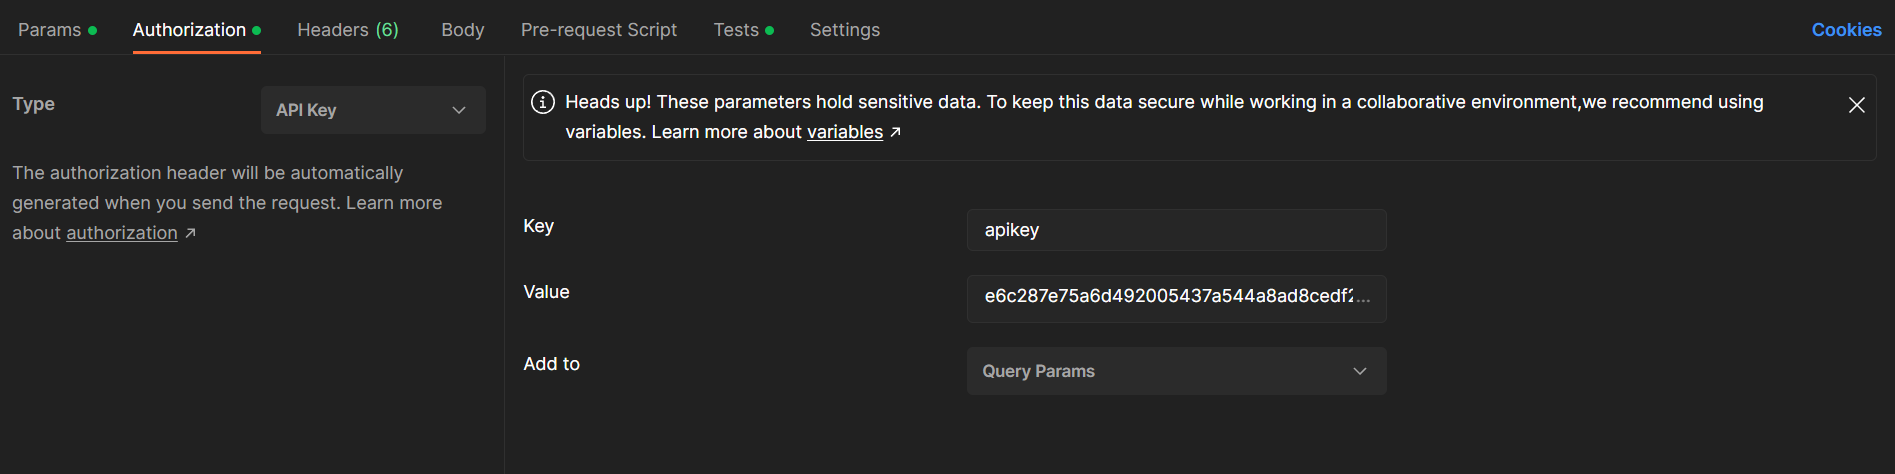 Params Authorization Headers (6) Body Pre-request Script Tests Settings Cookies
Type
API Key
The authorization header will be automatically
generated when you send the request. Learn more
about authorization ↗
Heads up! These parameters hold sensitive data. To keep this data secure while working in a collaborative environment,we recommend using
variables. Learn more about variables ↗
Key
apikey
Value
e6c287e75a6d492005437a544a8ad8cedf2...
Add to
Query Params